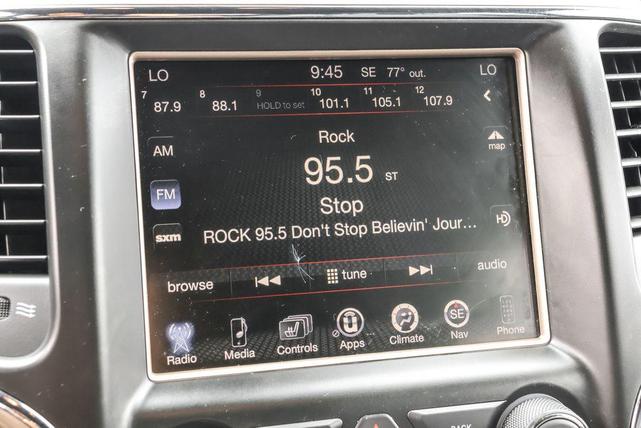 LO 9:45 SE 77° out. LO
7 87.9 8 88.1 9 HOLD to set 10 101.1 11 105.1 12 107.9
Rock
map
AM
95.5 ST
FM
Stop
sxm
ROCK 95.5 Don't Stop Believin' Jour...
HD
browse tune audio
Radio Media Controls Apps Climate SE Nav Phone
BACK